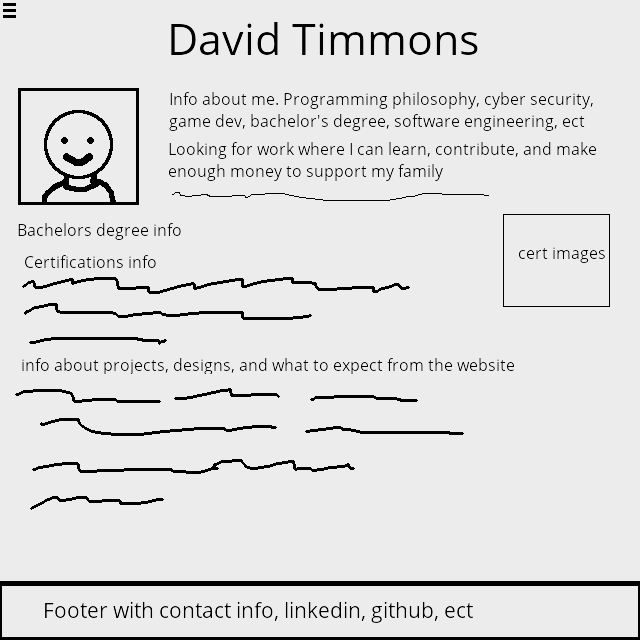 David Timmons
Info about me. Programming philosophy, cyber security,
game dev, bachelor's degree, software engineering, ect
Looking for work where I can learn, contribute, and make
enough money to support my family
Bachelors degree info
cert images
Certifications info
info about projects, designs, and what to expect from the website
Footer with contact info, linkedin, github, ect